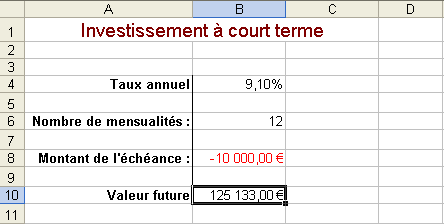 A B C D
1 Investissement à court terme
2
3
4 Taux annuel 9,10%
5
6 Nombre de mensualités : 12
7
8 Montant de l'échéance : -10 000,00 €
9
10 Valeur future 125 133,00 €
11